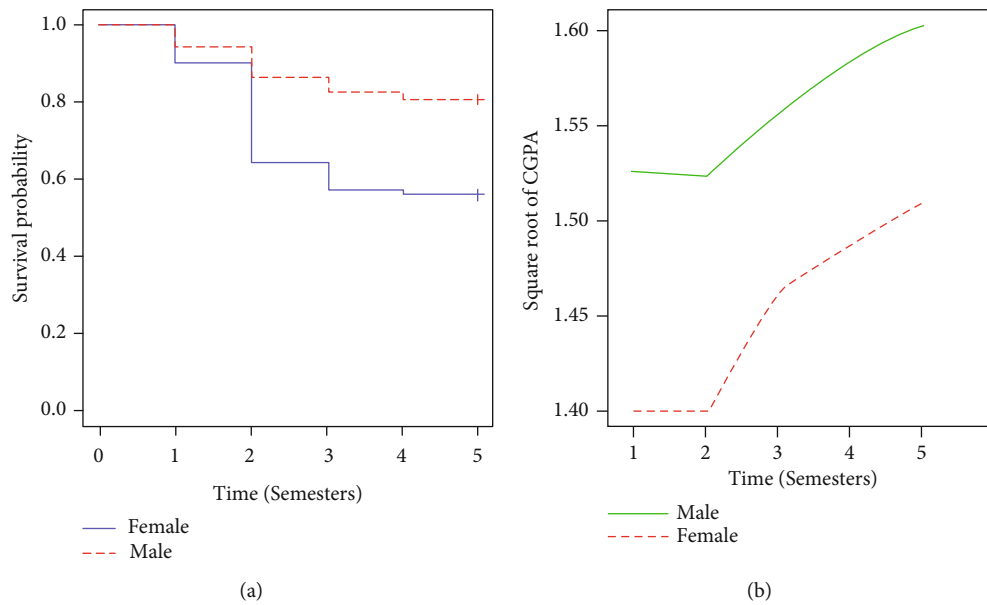 1.0
0.8
0.6
0.4
0.2
0.0
Survival probability
0 1 2 3 4 5
Time (Semesters)
Female
Male
(a)
1.60
1.55
1.50
1.45
1.40
Square root of CGPA
1 2 3 4 5
Time (Semesters)
Male
Female
(b)